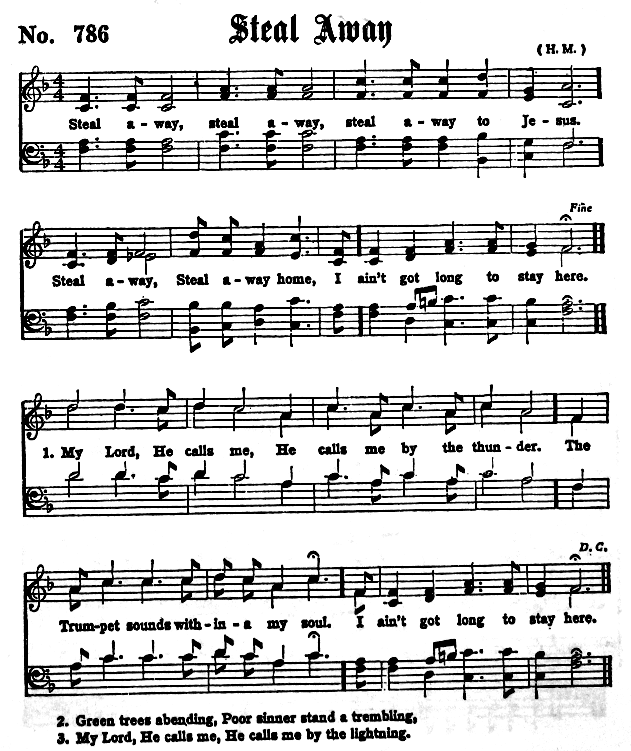 No. 786 Steal Away
( H. M. )
Steal a - way, steal a - way, steal a - way to Je - sus.
Fine
Steal a - way, Steal a - way home, I ain't got long to stay here.
1. My Lord, He calls me, He calls me by the thun - der. The
D. C.
Trum-pet sounds with-in - a my soul. I ain't got long to stay here.
2. Green trees abending, Poor sinner stand a trembling,
3. My Lord, He calls me, He calls me by the lightning.